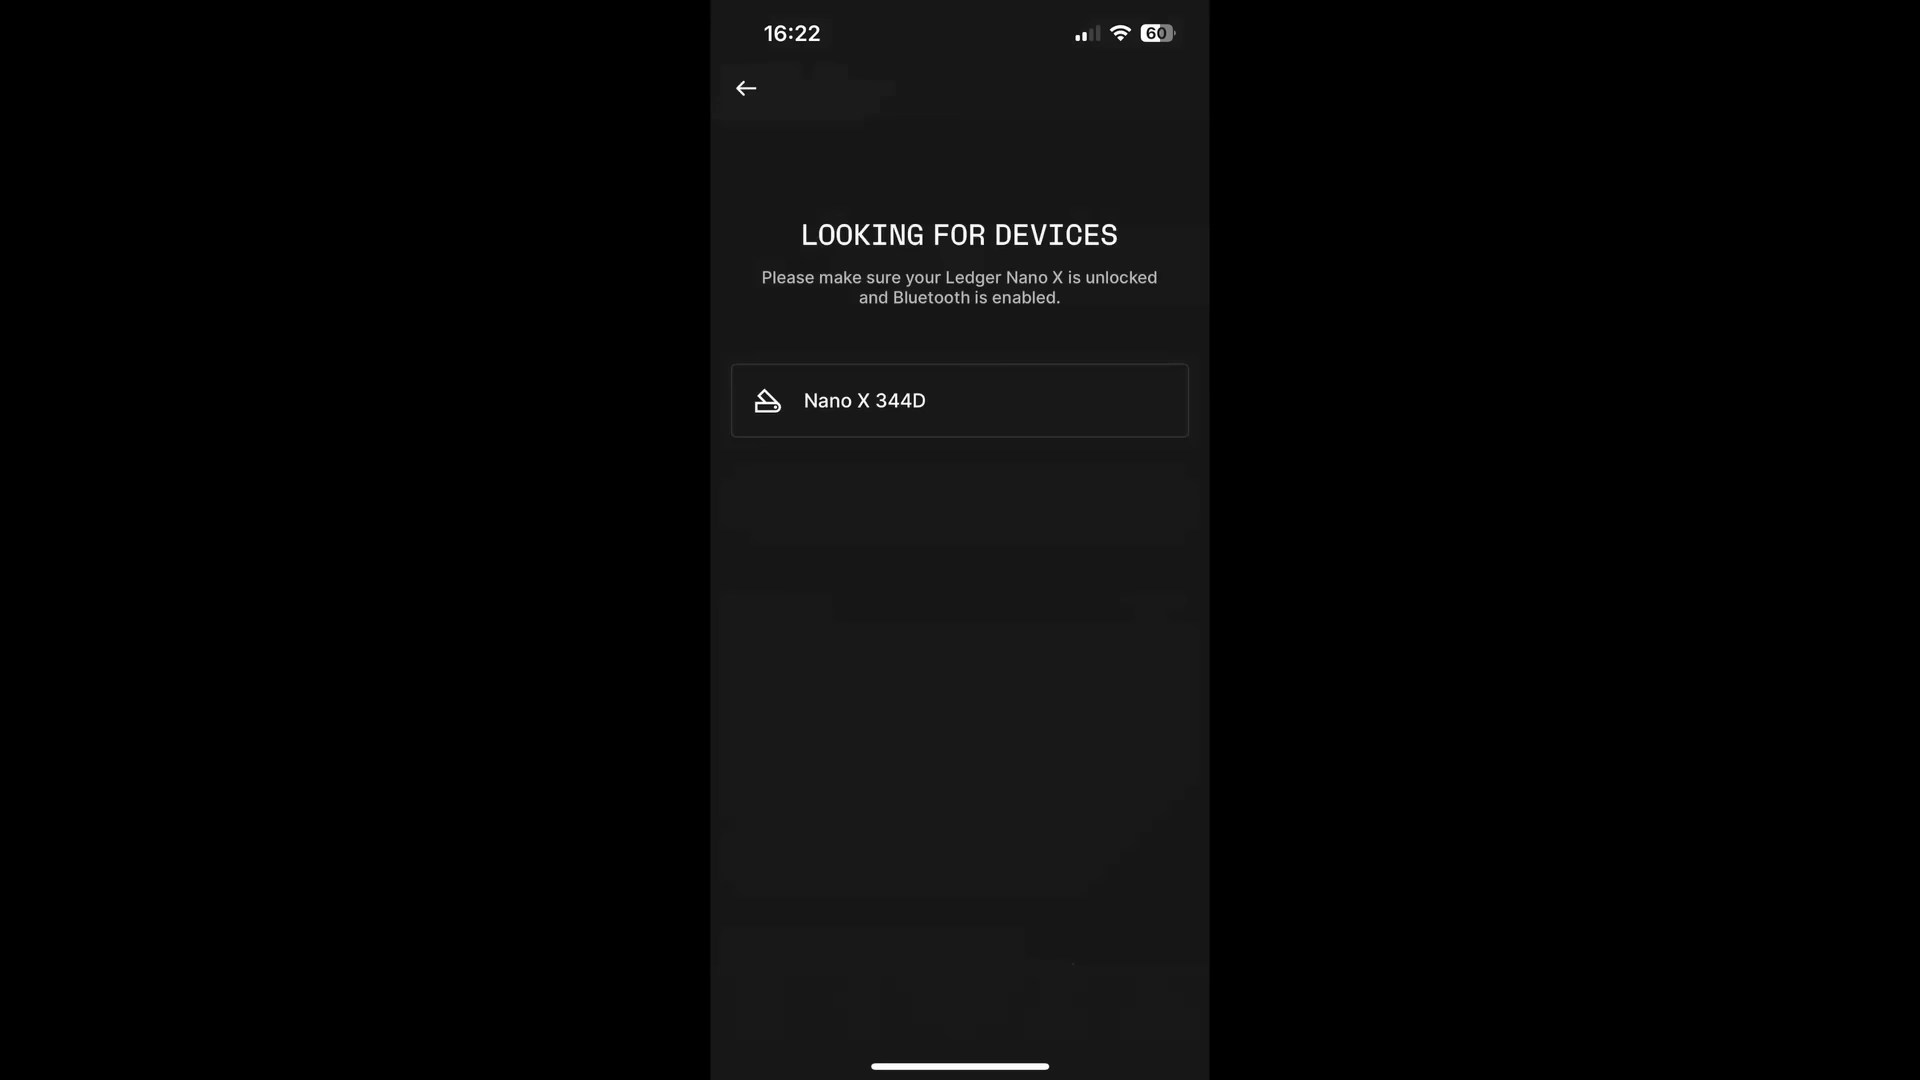 16:22
60
LOOKING FOR DEVICES
Please make sure your Ledger Nano X is unlocked
and Bluetooth is enabled.
Nano X 344D